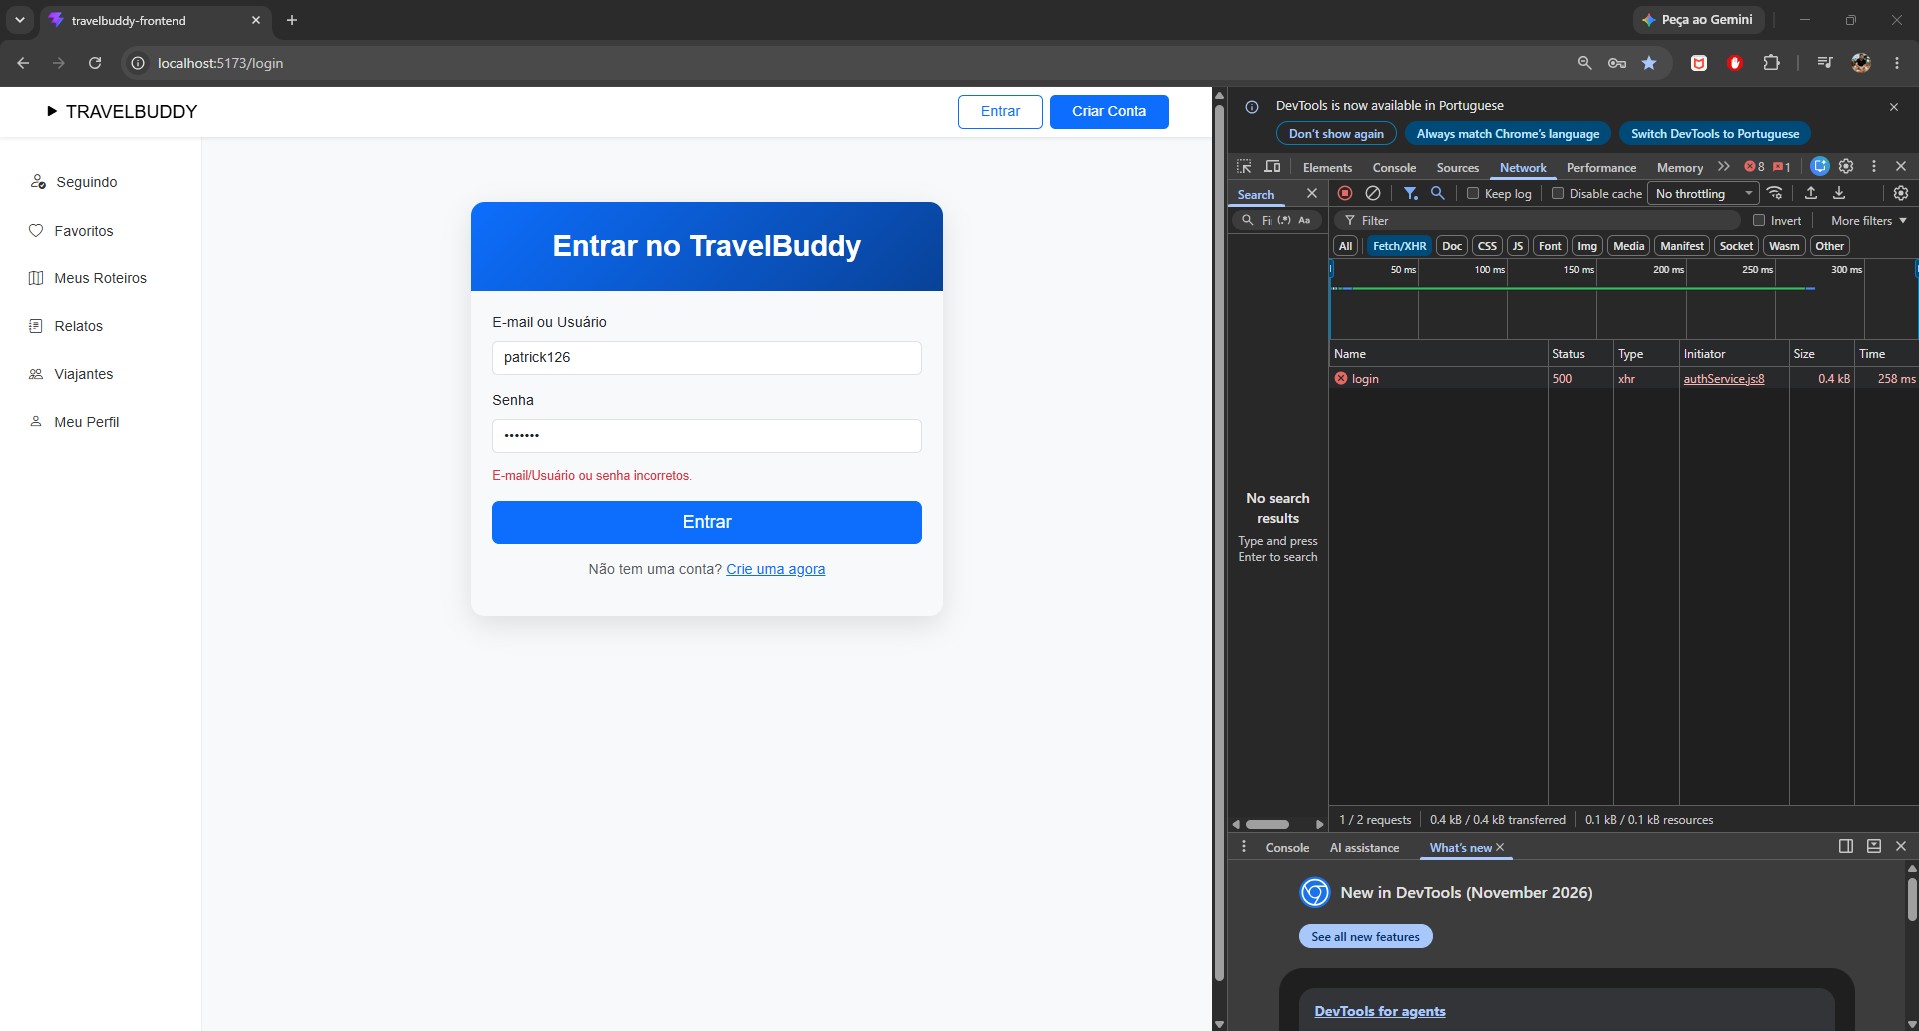 travelbuddy-frontend
Peça ao Gemini
localhost:5173/login
TRAVELBUDDY
Entrar
Criar Conta
Seguindo
Favoritos
Meus Roteiros
Relatos
Viajantes
Meu Perfil
Entrar no TravelBuddy
E-mail ou Usuário
patrick126
Senha
•••••••
E-mail/Usuário ou senha incorretos.
Entrar
Não tem uma conta? Crie uma agora
DevTools is now available in Portuguese
Don't show again
Always match Chrome's language
Switch DevTools to Portuguese
Elements Console Sources Network Performance Memory 8 1
Search
Keep log Disable cache No throttling
Fi (.*) Aa
Filter
Invert More filters
All Fetch/XHR Doc CSS JS Font Img Media Manifest Socket Wasm Other
50 ms 100 ms 150 ms 200 ms 250 ms 300 ms
Name Status Type Initiator Size Time
login 500 xhr authService.js:8 0.4 kB 258 ms
No search
results
Type and press
Enter to search
1 / 2 requests 0.4 kB / 0.4 kB transferred 0.1 kB / 0.1 kB resources
Console AI assistance What's new
New in DevTools (November 2026)
See all new features
DevTools for agents